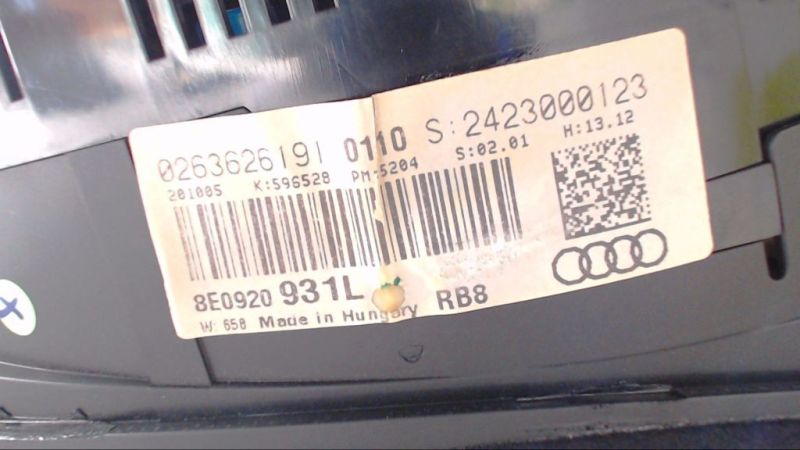 0263626191 0110 S:2423000123
201005 K:596528 PM:5204 S:02.01 H:13.12
8E0920 931L RB8
W: 658 Made in Hungary